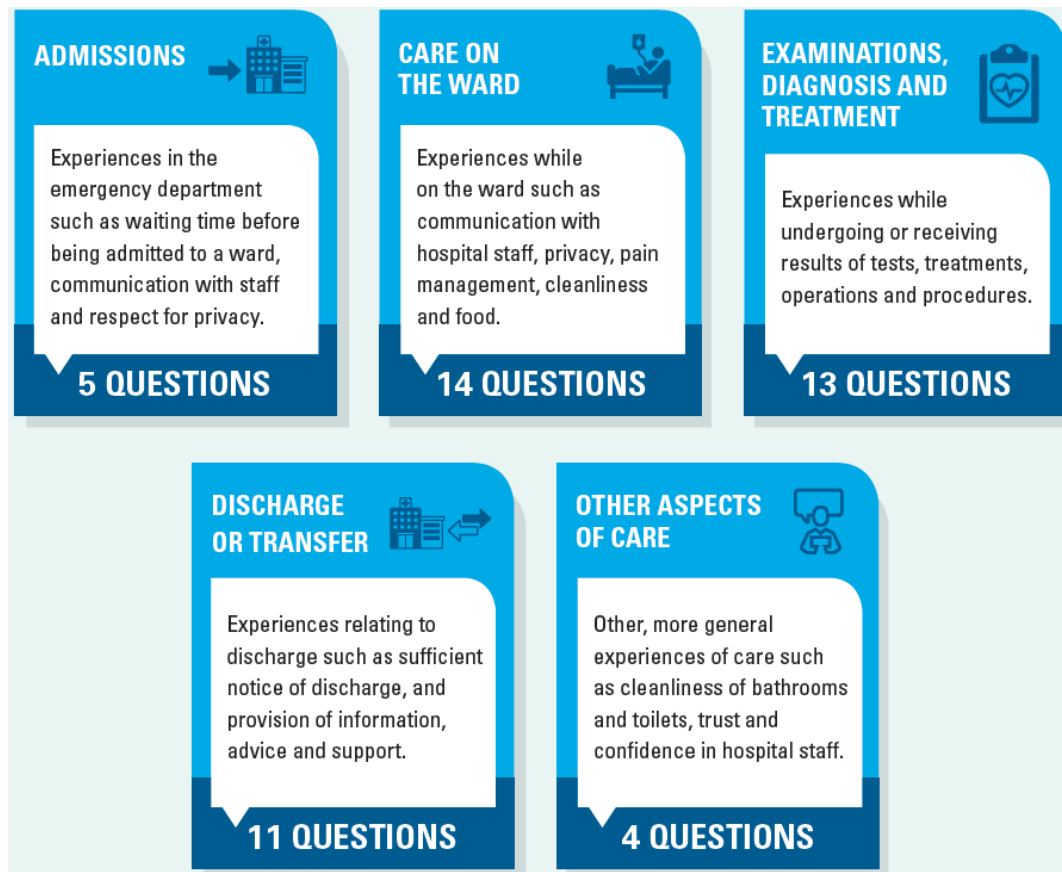 ADMISSIONS
Experiences in the
emergency department
such as waiting time before
being admitted to a ward,
communication with staff
and respect for privacy.
5 QUESTIONS
CARE ON
THE WARD
Experiences while
on the ward such as
communication with
hospital staff, privacy, pain
management, cleanliness
and food.
14 QUESTIONS
EXAMINATIONS,
DIAGNOSIS AND
TREATMENT
Experiences while
undergoing or receiving
results of tests, treatments,
operations and procedures.
13 QUESTIONS
DISCHARGE
OR TRANSFER
Experiences relating to
discharge such as sufficient
notice of discharge, and
provision of information,
advice and support.
11 QUESTIONS
OTHER ASPECTS
OF CARE
Other, more general
experiences of care such
as cleanliness of bathrooms
and toilets, trust and
confidence in hospital staff.
4 QUESTIONS